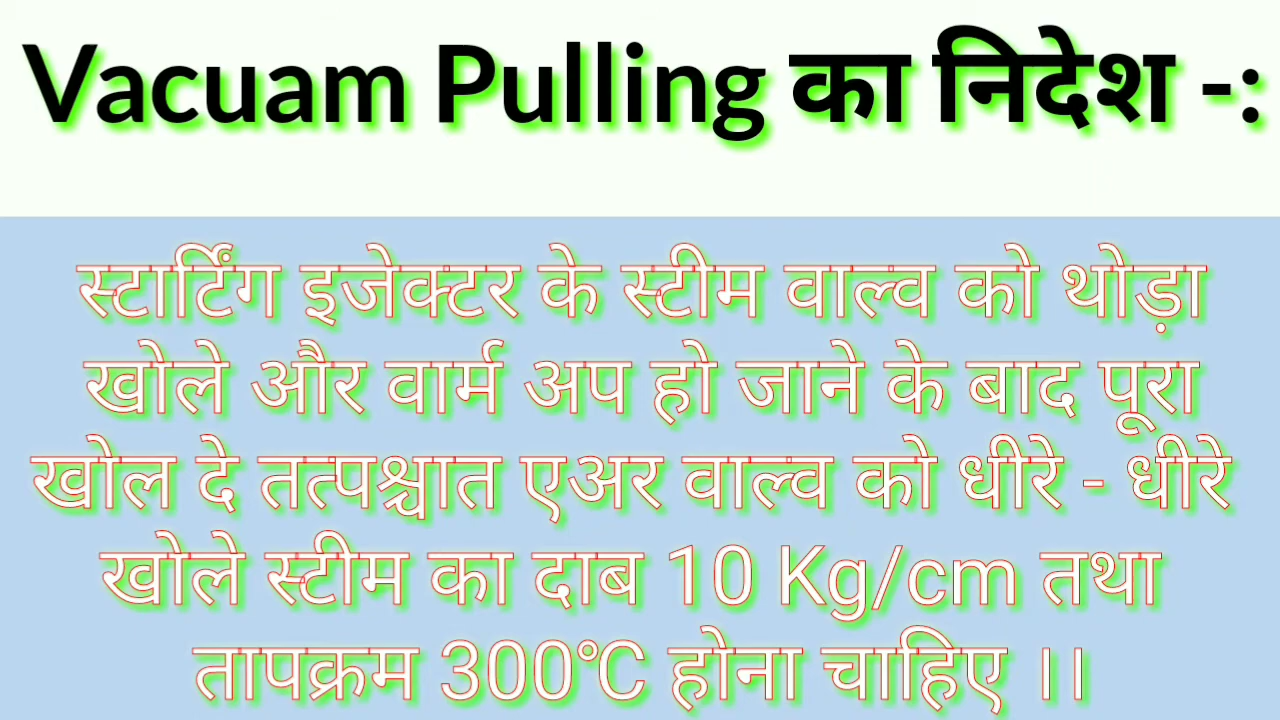 Vacuam Pulling का निदेश -:
स्टार्टिंग इजेक्टर के स्टीम वाल्व को थोड़ा
खोले और वार्म अप हो जाने के बाद पूरा
खोल दे तत्पश्चात एअर वाल्व को धीरे - धीरे
खोले स्टीम का दाब 10 Kg/cm तथा
तापक्रम 300℃ होना चाहिए ।।